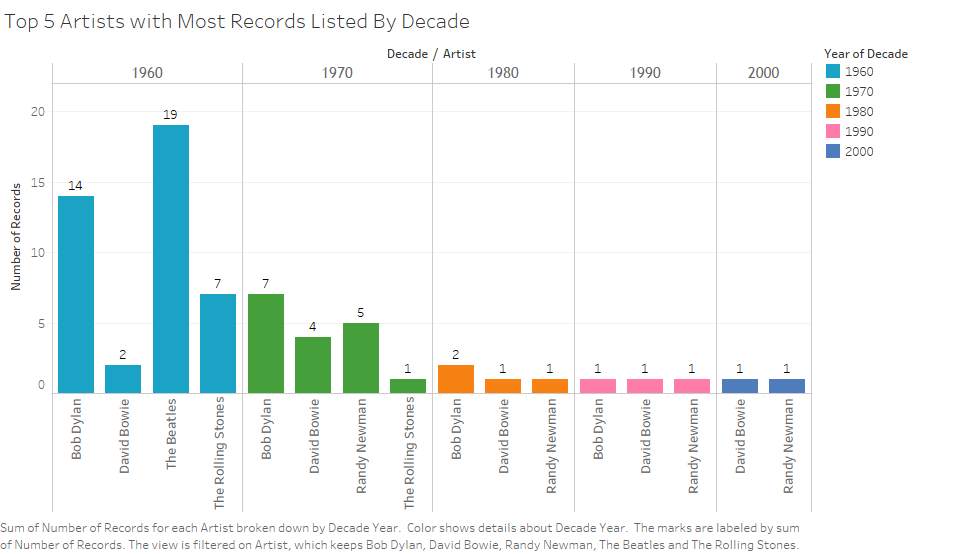 Top 5 Artists with Most Records Listed By Decade
Decade / Artist
1960 1970 1980 1990 2000
Year of Decade
1960
1970
1980
1990
2000
Number of Records
20
15
10
5
0
14 2 19 7 7 4 5 1 2 1 1 1 1 1 1 1
Bob Dylan
David Bowie
The Beatles
The Rolling Stones
Bob Dylan
David Bowie
Randy Newman
The Rolling Stones
Bob Dylan
David Bowie
Randy Newman
Bob Dylan
David Bowie
Randy Newman
David Bowie
Randy Newman
Sum of Number of Records for each Artist broken down by Decade Year. Color shows details about Decade Year. The marks are labeled by sum
of Number of Records. The view is filtered on Artist, which keeps Bob Dylan, David Bowie, Randy Newman, The Beatles and The Rolling Stones.